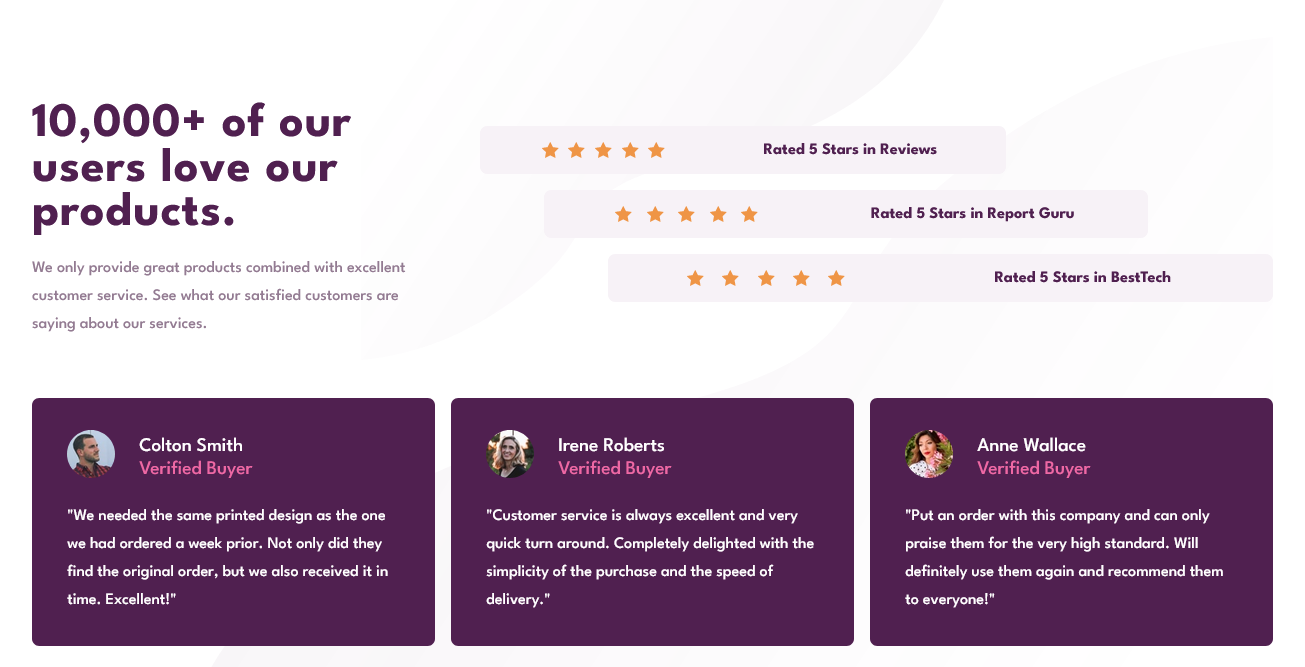 10,000+ of our
users love our
products.
We only provide great products combined with excellent
customer service. See what our satisfied customers are
saying about our services.
Rated 5 Stars in Reviews
Rated 5 Stars in Report Guru
Rated 5 Stars in BestTech
Colton Smith
Verified Buyer
"We needed the same printed design as the one
we had ordered a week prior. Not only did they
find the original order, but we also received it in
time. Excellent!"
Irene Roberts
Verified Buyer
"Customer service is always excellent and very
quick turn around. Completely delighted with the
simplicity of the purchase and the speed of
delivery."
Anne Wallace
Verified Buyer
"Put an order with this company and can only
praise them for the very high standard. Will
definitely use them again and recommend them
to everyone!"